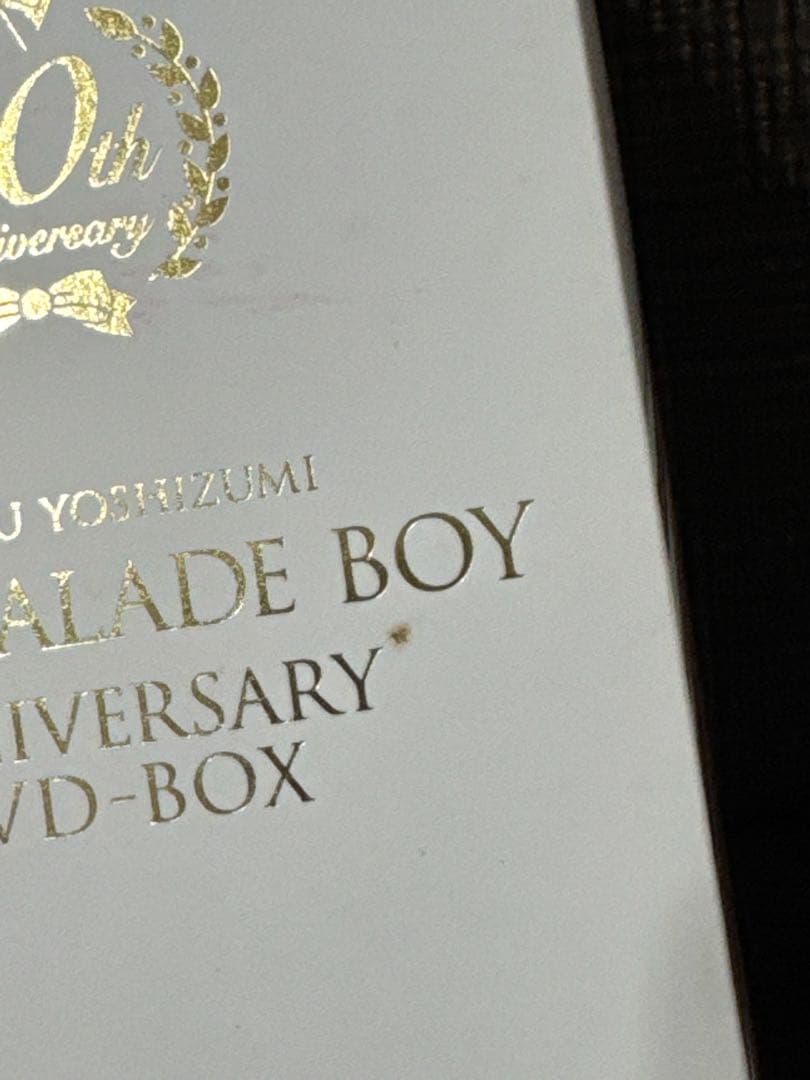 0th
iversary
U YOSHIZUMI
ALADE BOY
IVERSARY
VD-BOX